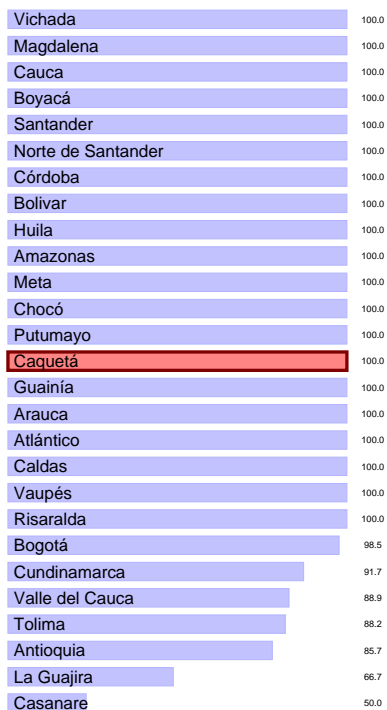 Vichada 100.0
Magdalena 100.0
Cauca 100.0
Boyacá 100.0
Santander 100.0
Norte de Santander 100.0
Córdoba 100.0
Bolivar 100.0
Huila 100.0
Amazonas 100.0
Meta 100.0
Chocó 100.0
Putumayo 100.0
Caquetá 100.0
Guainía 100.0
Arauca 100.0
Atlántico 100.0
Caldas 100.0
Vaupés 100.0
Risaralda 100.0
Bogotá 98.5
Cundinamarca 91.7
Valle del Cauca 88.9
Tolima 88.2
Antioquia 85.7
La Guajira 66.7
Casanare 50.0